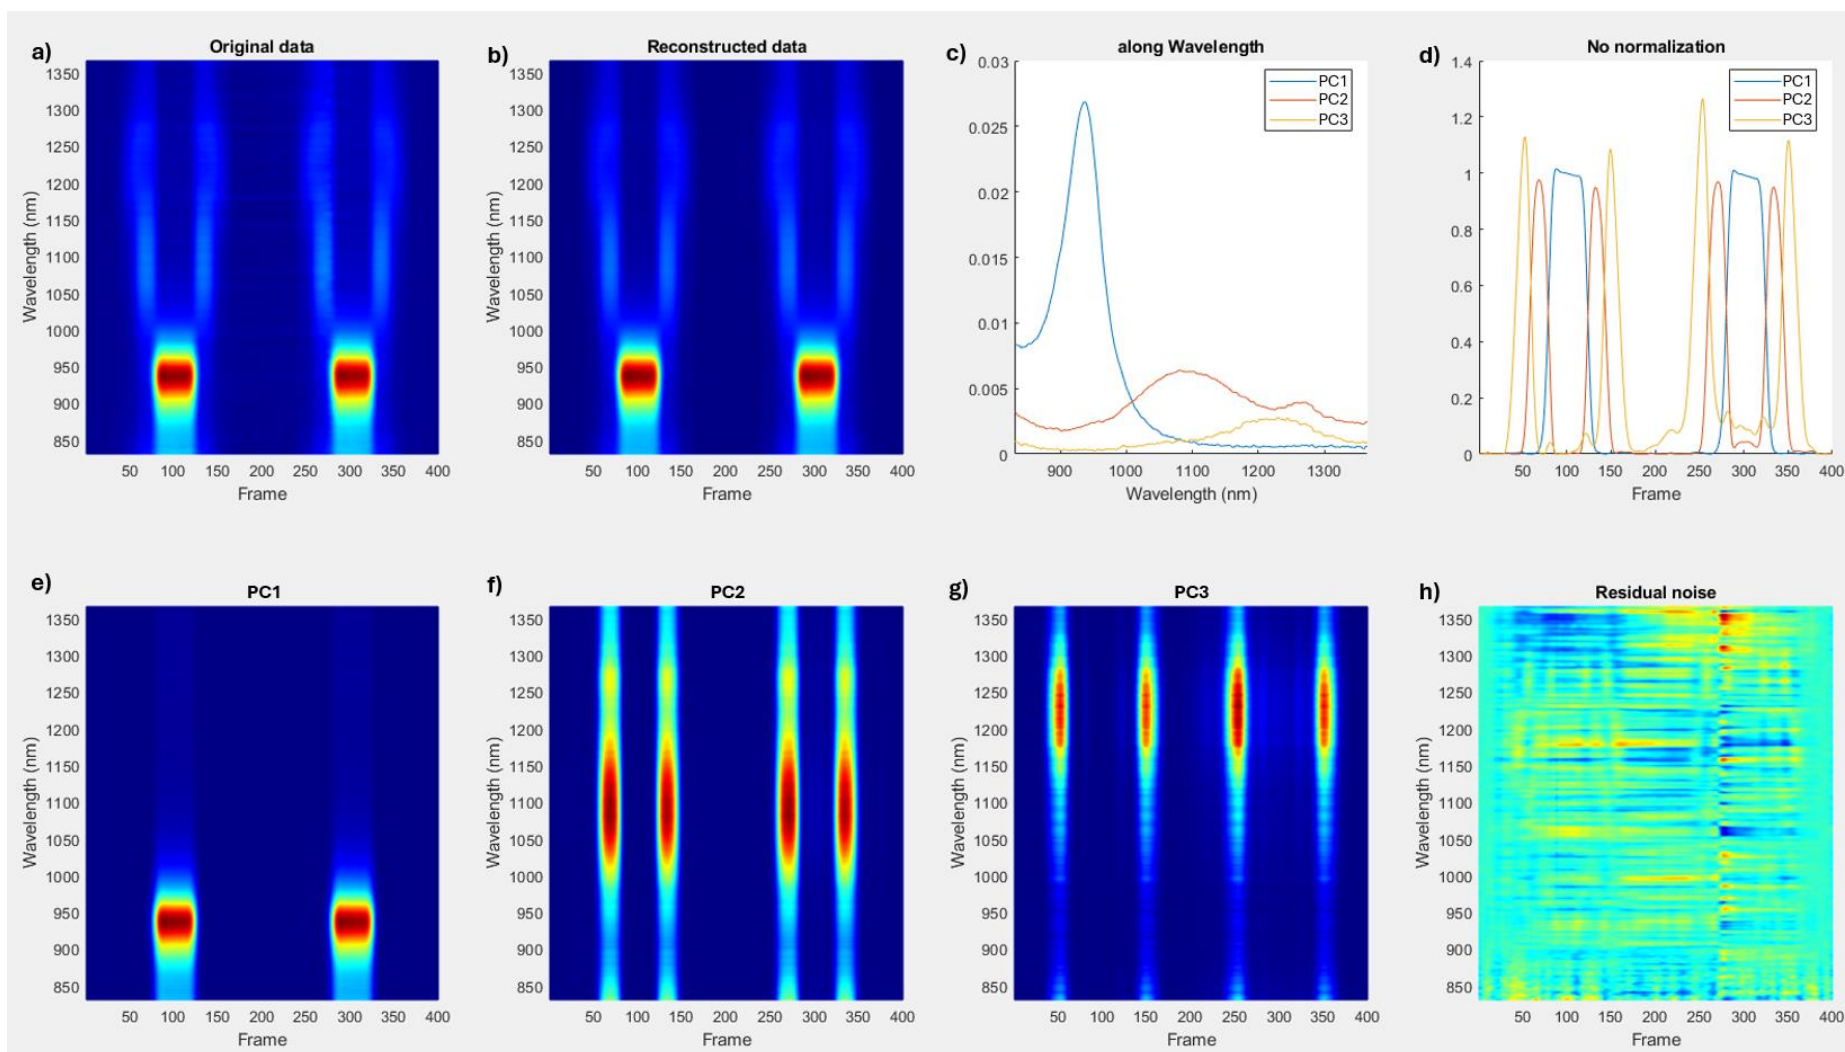 a)
Original data
1350
1300
1250
1200
1150
1100
1050
1000
950
900
850
Wavelength (nm)
50 100 150 200 250 300 350 400
Frame
b)
Reconstructed data
1350
1300
1250
1200
1150
1100
1050
1000
950
900
850
Wavelength (nm)
50 100 150 200 250 300 350 400
Frame
c)
along Wavelength
0.03
0.025
0.02
0.015
0.01
0.005
0
PC1
PC2
PC3
900 1000 1100 1200 1300
Wavelength (nm)
d)
No normalization
1.4
1.2
1
0.8
0.6
0.4
0.2
0
PC1
PC2
PC3
50 100 150 200 250 300 350 400
Frame
e)
PC1
1350
1300
1250
1200
1150
1100
1050
1000
950
900
850
Wavelength (nm)
50 100 150 200 250 300 350 400
Frame
f)
PC2
1350
1300
1250
1200
1150
1100
1050
1000
950
900
850
Wavelength (nm)
50 100 150 200 250 300 350 400
Frame
g)
PC3
1350
1300
1250
1200
1150
1100
1050
1000
950
900
850
Wavelength (nm)
50 100 150 200 250 300 350 400
Frame
h)
Residual noise
1350
1300
1250
1200
1150
1100
1050
1000
950
900
850
Wavelength (nm)
50 100 150 200 250 300 350 400
Frame